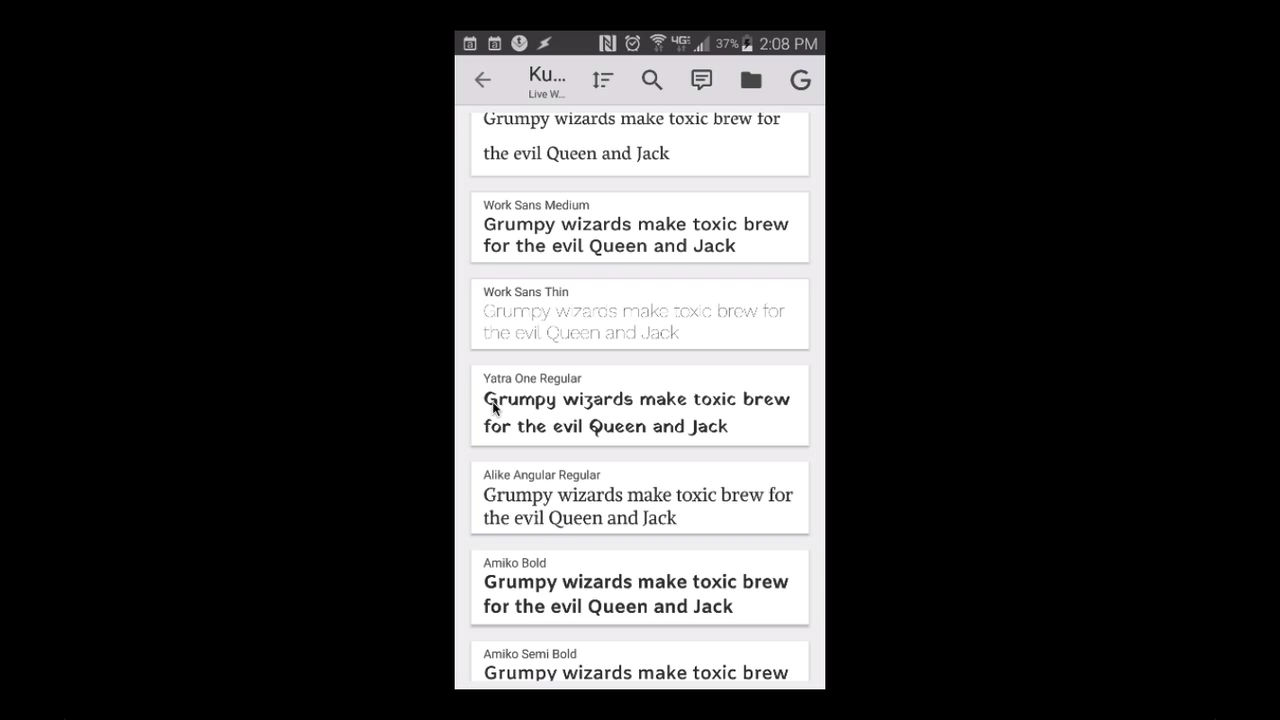 37% 2:08 PM
Ku...
Live W...
Grumpy wizards make toxic brew for
the evil Queen and Jack
Work Sans Medium
Grumpy wizards make toxic brew
for the evil Queen and Jack
Work Sans Thin
Grumpy wizards make toxic brew for
the evil Queen and Jack
Yatra One Regular
Grumpy wizards make toxic brew
for the evil Queen and Jack
Alike Angular Regular
Grumpy wizards make toxic brew for
the evil Queen and Jack
Amiko Bold
Grumpy wizards make toxic brew
for the evil Queen and Jack
Amiko Semi Bold
Grumpy wizards make toxic brew